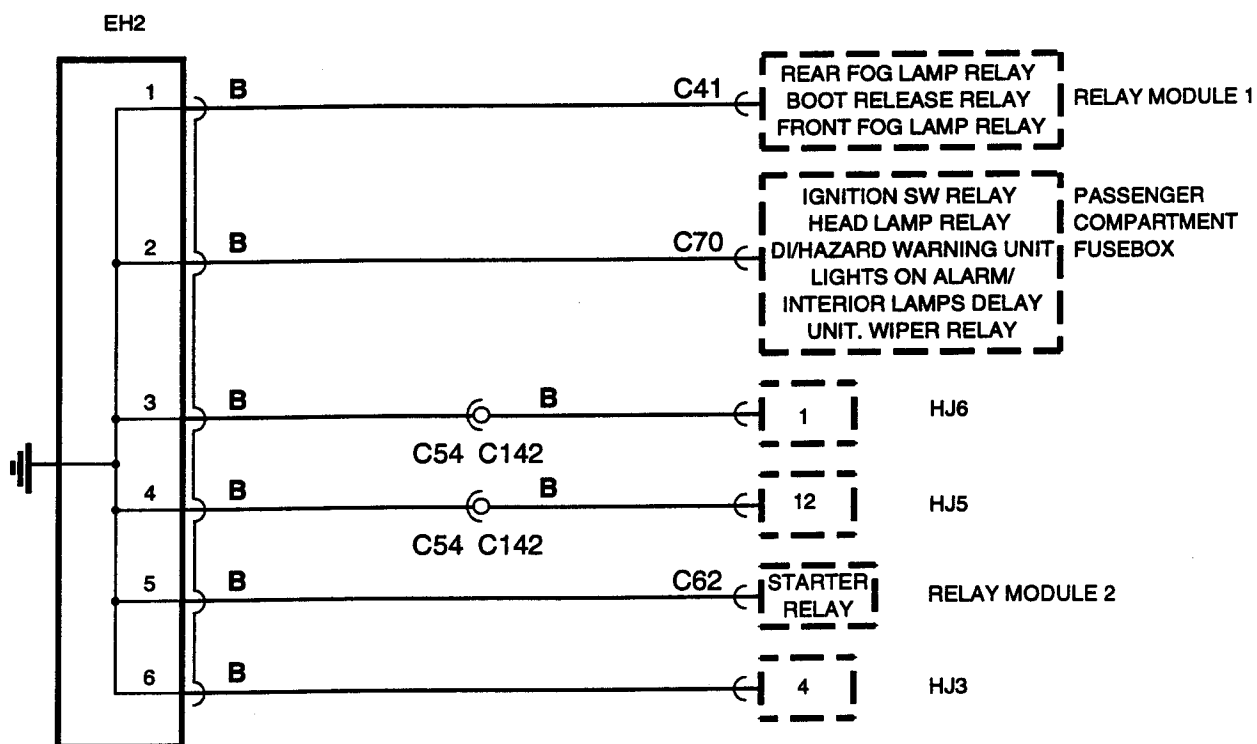 EH2
1 B C41 REAR FOG LAMP RELAY
BOOT RELEASE RELAY
FRONT FOG LAMP RELAY
RELAY MODULE 1
2 B C70 IGNITION SW RELAY
HEAD LAMP RELAY
DI/HAZARD WARNING UNIT
LIGHTS ON ALARM/
INTERIOR LAMPS DELAY
UNIT. WIPER RELAY
PASSENGER
COMPARTMENT
FUSEBOX
3 B B 1 HJ6
C54 C142
4 B B 12 HJ5
C54 C142
5 B C62 STARTER
RELAY
RELAY MODULE 2
6 B 4 HJ3